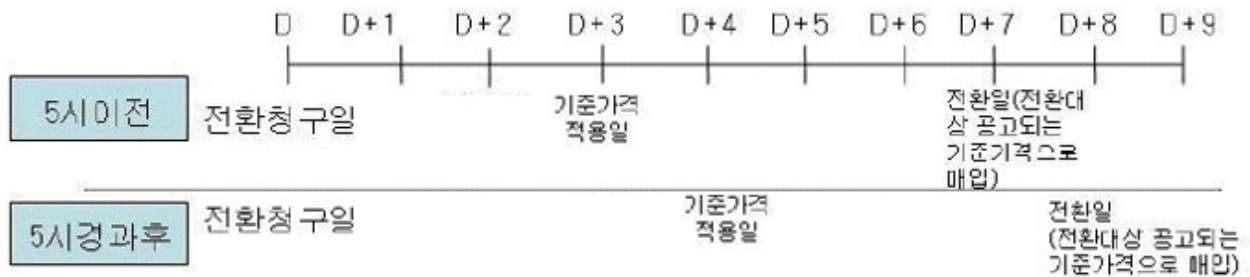 D D+1 D+2 D+3 D+4 D+5 D+6 D+7 D+8 D+9
5시이전
전환청구일
기준가격
적용일
전환일(전환대
상 공고되는
기준가격으로
매입)
5시경과후
전환청구일
기준가격
적용일
전환일
(전환대상 공고되는
기준가격으로 매입)